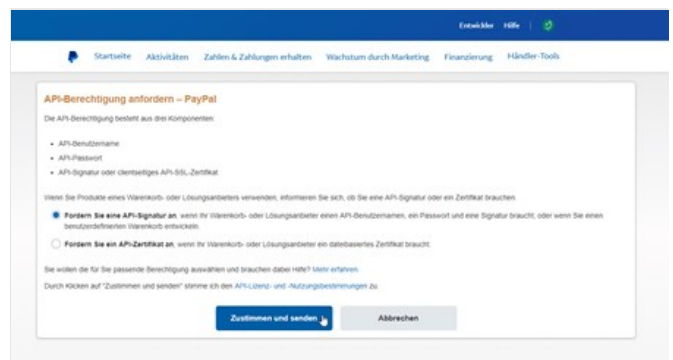 Entwickler Hilfe
Startseite Aktivitäten Zahlen & Zahlungen erhalten Wachstum durch Marketing Finanzierung Händler-Tools
API-Berechtigung anfordern – PayPal
Die API-Berechtigung besteht aus drei Komponenten:
• API-Benutzername
• API-Passwort
• API-Signatur oder clientseitiges API-SSL-Zertifikat
Wenn Sie Produkte eines Warenkorb- oder Lösungsanbieters verwenden, informieren Sie sich, ob Sie eine API-Signatur oder ein Zertifikat brauchen.
Fordern Sie eine API-Signatur an, wenn Ihr Warenkorb- oder Lösungsanbieter einen API-Benutzernamen, ein Passwort und eine Signatur braucht, oder wenn Sie einen
benutzerdefinierten Warenkorb entwickeln.
Fordern Sie ein API-Zertifikat an, wenn Ihr Warenkorb- oder Lösungsanbieter ein dateibasiertes Zertifikat braucht.
Sie wollen die für Sie passende Berechtigung auswählen und brauchen dabei Hilfe? Mehr erfahren
Durch Klicken auf "Zustimmen und senden" stimme ich den API-Lizenz- und -Nutzungsbestimmungen zu.
Zustimmen und senden Abbrechen